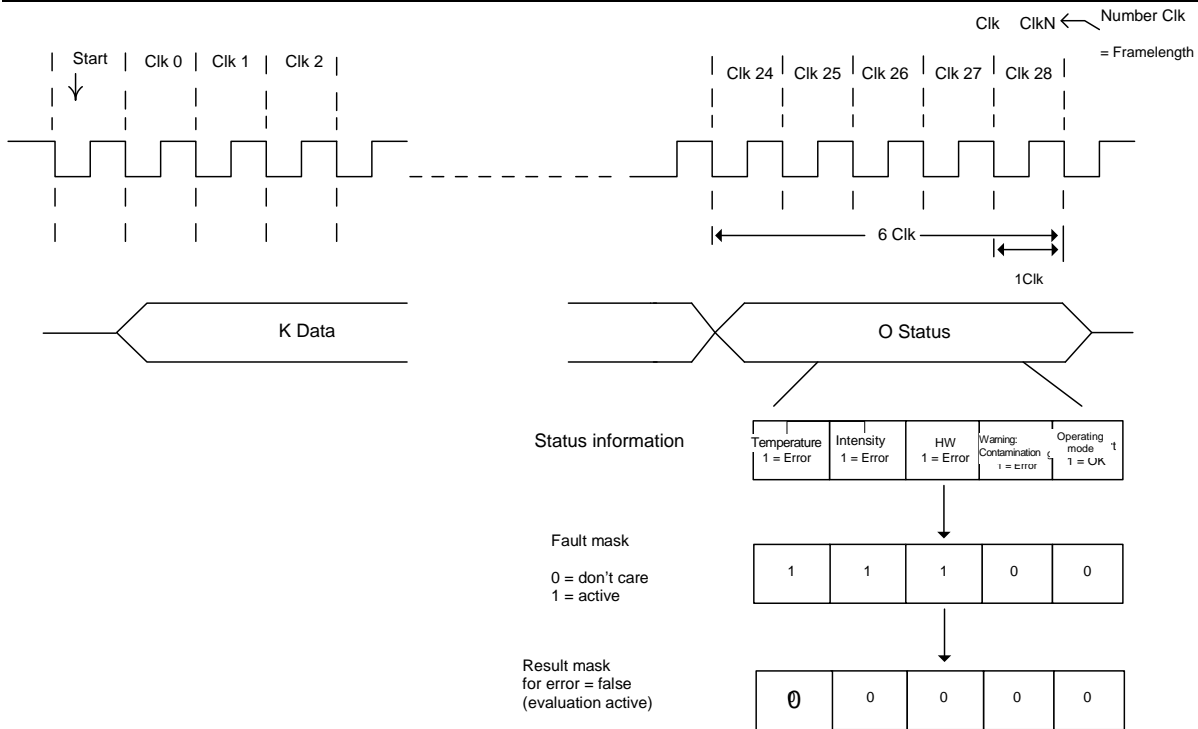 Clk ClkN Number Clk
= Framelength
Start Clk 0 Clk 1 Clk 2
Clk 24 Clk 25 Clk 26 Clk 27 Clk 28
6 Clk
1Clk
K Data
O Status
Status information
Temperature
1 = Error
Intensity
1 = Error
HW
1 = Error
Warning:
Contamination
1 = Error
Operating
mode
1 = OK
Fault mask
0 = don't care
1 = active
1 1 1 0 0
Result mask
for error = false
(evaluation active)
0 0 0 0 0